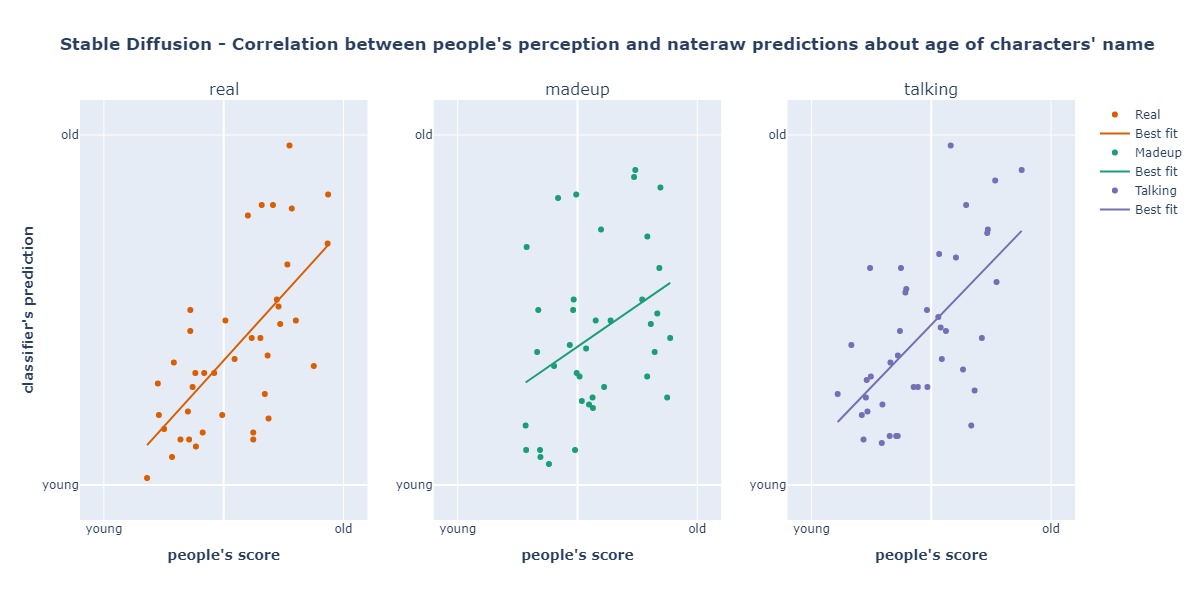 Stable Diffusion - Correlation between people's perception and nateraw predictions about age of characters' name
real
madeup
talking
old
old
old
classifier's prediction
young
young
young
young
old
young
old
young
old
people's score
people's score
people's score
Real
Best fit
Madeup
Best fit
Talking
Best fit